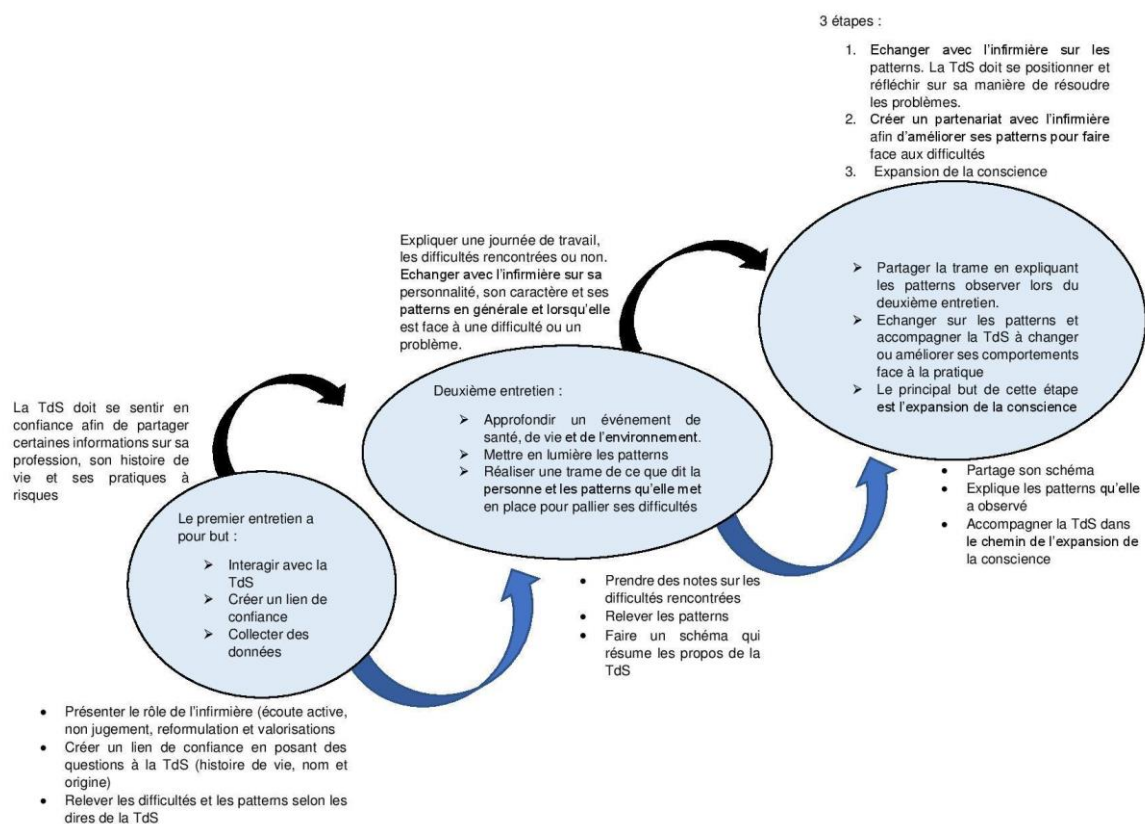 3 étapes :
1. Echanger avec l'infirmière sur les
patterns. La TdS doit se positionner et
réfléchir sur sa manière de résoudre
les problèmes.
2. Créer un partenariat avec l'infirmière
afin d'améliorer ses patterns pour faire
face aux difficultés
3. Expansion de la conscience
➢ Partager la trame en expliquant
les patterns observer lors du
deuxième entretien.
➢ Echanger sur les patterns et
accompagner la TdS à changer
ou améliorer ses comportements
face à la pratique
➢ Le principal but de cette étape
est l'expansion de la conscience
Expliquer une journée de travail,
les difficultés rencontrées ou non.
Echanger avec l'infirmière sur sa
personnalité, son caractère et ses
patterns en générale et lorsqu'elle
est face à une difficulté ou un
problème.
Deuxième entretien :
➢ Approfondir un événement de
santé, de vie et de l'environnement.
➢ Mettre en lumière les patterns
➢ Réaliser une trame de ce que dit la
personne et les patterns qu'elle met
en place pour pallier ses difficultés
La TdS doit se sentir en
confiance afin de partager
certaines informations sur sa
profession, son histoire de
vie et ses pratiques à
risques
Le premier entretien a
pour but :
➢ Interagir avec la
TdS
➢ Créer un lien de
confiance
➢ Collecter des
données
• Partage son schéma
• Explique les patterns qu'elle
a observé
• Accompagner la TdS dans
le chemin de l'expansion de
la conscience
• Prendre des notes sur les
difficultés rencontrées
• Relever les patterns
• Faire un schéma qui
résume les propos de la
TdS
• Présenter le rôle de l'infirmière (écoute active,
non jugement, reformulation et valorisations
• Créer un lien de confiance en posant des
questions à la TdS (histoire de vie, nom et
origine)
• Relever les difficultés et les patterns selon les
dires de la TdS